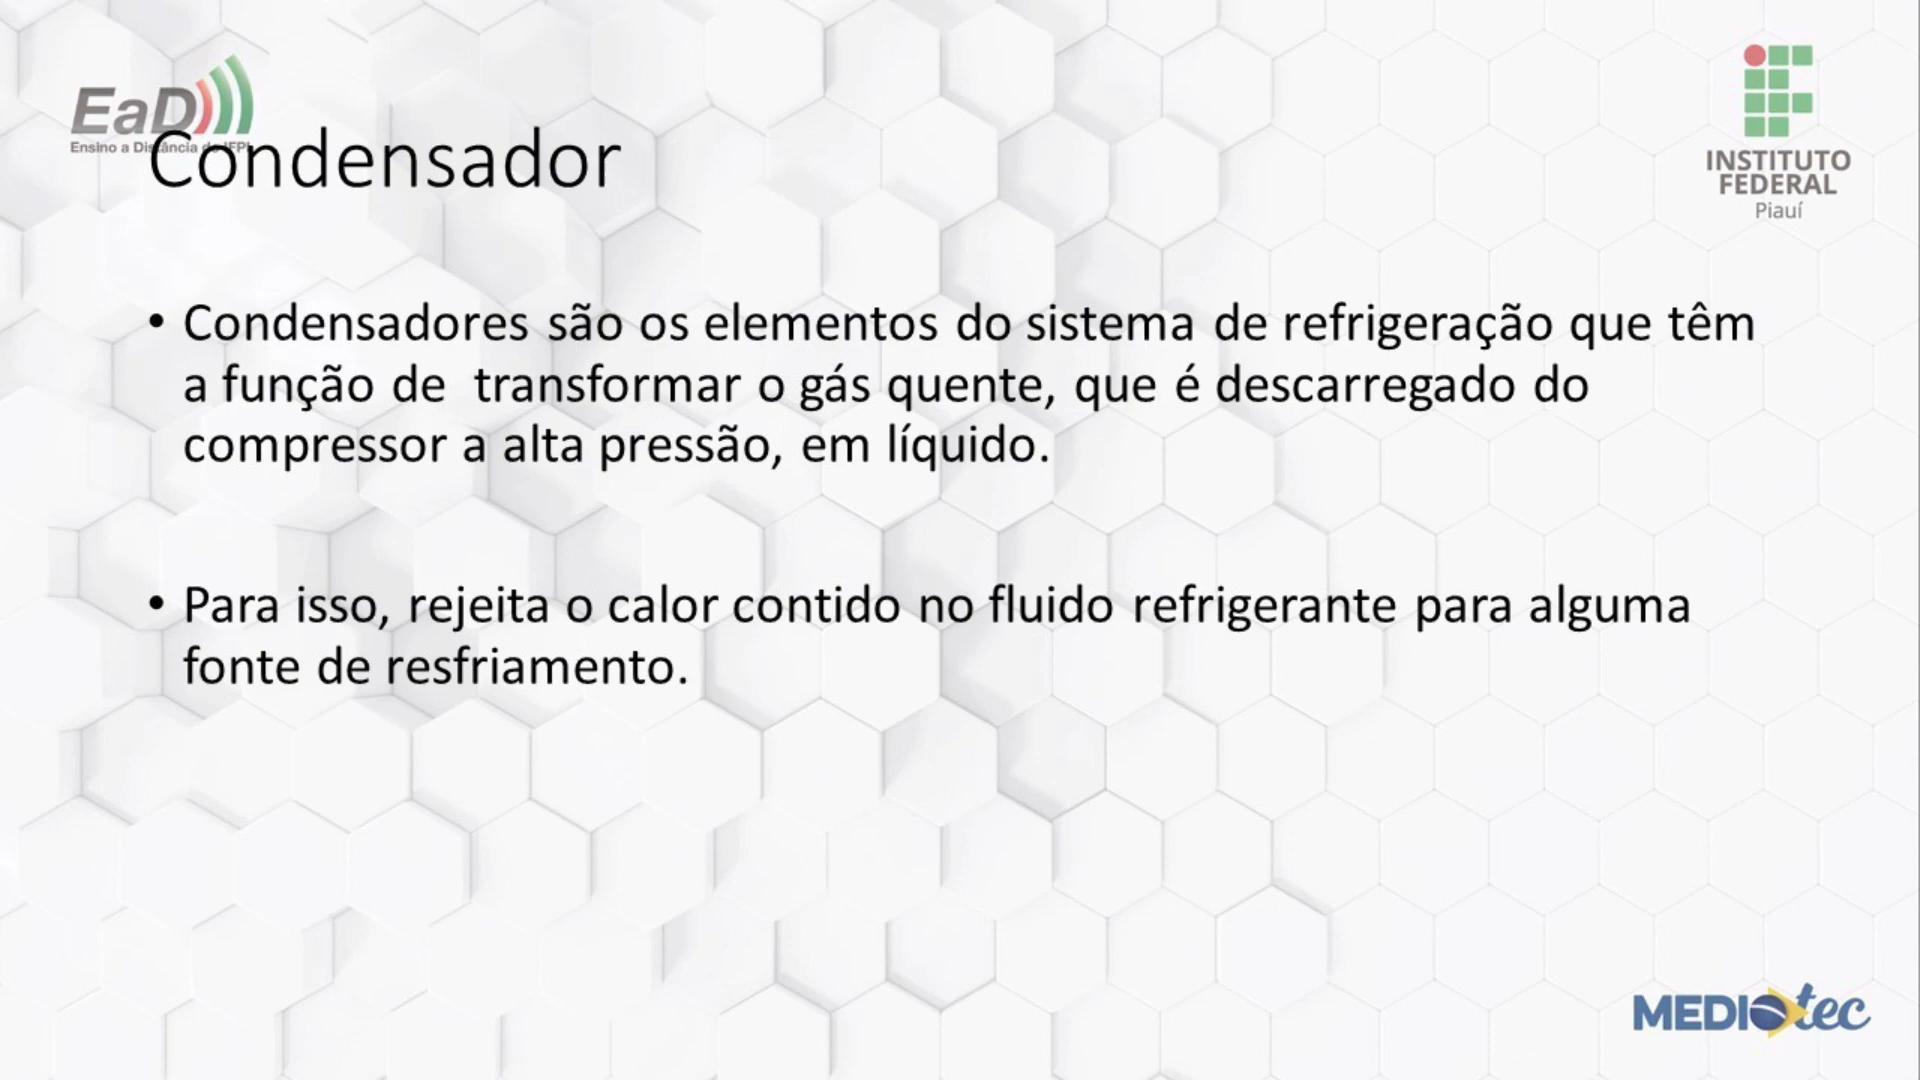 EaD
Ensino a Distância do IFPI
INSTITUTO
FEDERAL
Piauí
Condensador
• Condensadores são os elementos do sistema de refrigeração que têm
a função de  transformar o gás quente, que é descarregado do
compressor a alta pressão, em líquido.
• Para isso, rejeita o calor contido no fluido refrigerante para alguma
fonte de resfriamento.
MEDIOtec